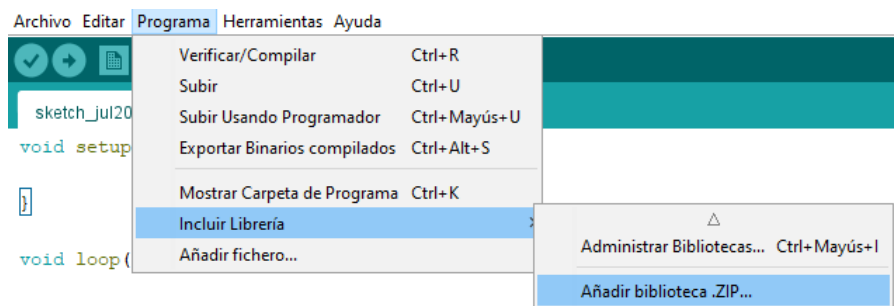 Archivo Editar Programa Herramientas Ayuda
Verificar/Compilar Ctrl+R
Subir Ctrl+U
sketch_jul20
Subir Usando Programador Ctrl+Mayús+U
void setup
Exportar Binarios compilados Ctrl+Alt+S
}
Mostrar Carpeta de Programa Ctrl+K
Incluir Librería
void loop(
Añadir fichero...
Administrar Bibliotecas... Ctrl+Mayús+I
Añadir biblioteca .ZIP...